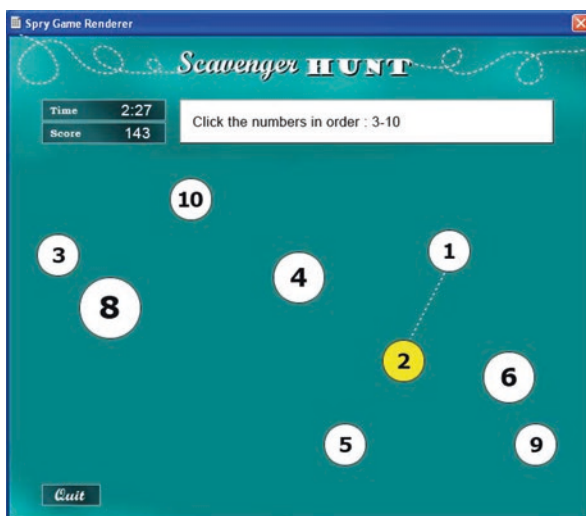 Spry Game Renderer
Scavenger HUNT
Time 2:27
Score 143
Click the numbers in order : 3-10
10
3
1
4
8
2
6
5
9
Quit